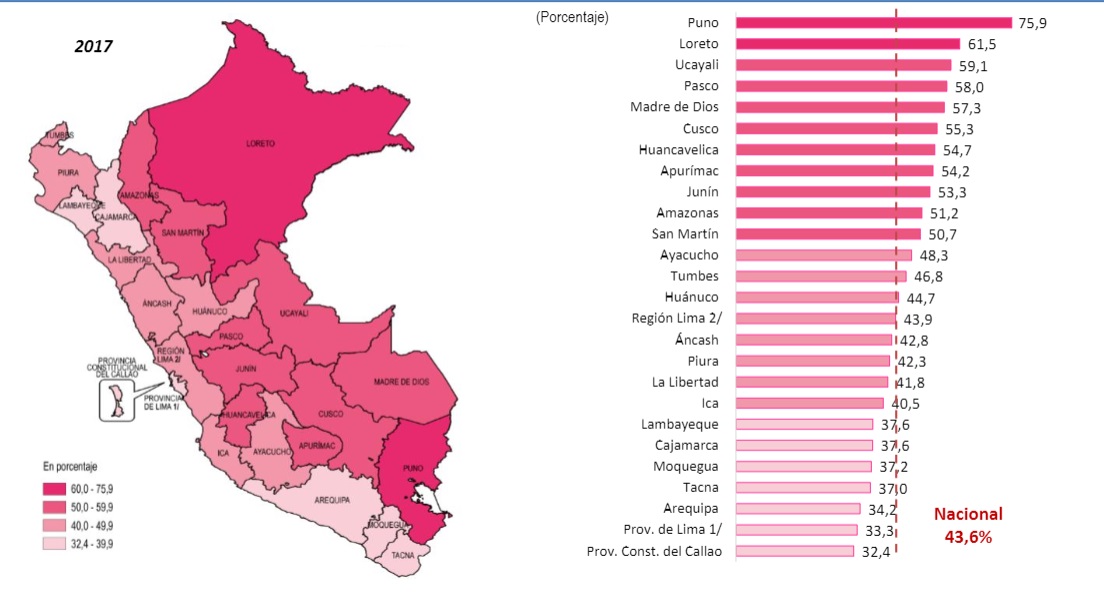 2017
TUMBES
PIURA
LAMBAYEQUE
CAJAMARCA
AMAZONAS
LORETO
SAN MARTÍN
LA LIBERTAD
ÁNCASH
HUÁNUCO
UCAYALI
PASCO
REGIÓN
LIMA 2/
PROVINCIA
CONSTITUCIONAL
DEL CALLAO
PROVINCIA
DE LIMA 1/
JUNÍN
MADRE DE DIOS
HUANCAVELICA
CUSCO
ICA
AYACUCHO
APURÍMAC
PUNO
AREQUIPA
MOQUEGUA
TACNA
En porcentaje
60,0 - 75,9
50,0 - 59,9
40,0 - 49,9
32,4 - 39,9
(Porcentaje)
Puno 75,9
Loreto 61,5
Ucayali 59,1
Pasco 58,0
Madre de Dios 57,3
Cusco 55,3
Huancavelica 54,7
Apurímac 54,2
Junín 53,3
Amazonas 51,2
San Martín 50,7
Ayacucho 48,3
Tumbes 46,8
Huánuco 44,7
Región Lima 2/ 43,9
Áncash 42,8
Piura 42,3
La Libertad 41,8
Ica 40,5
Lambayeque 37,6
Cajamarca 37,6
Moquegua 37,2
Tacna 37,0
Arequipa 34,2
Prov. de Lima 1/ 33,3
Prov. Const. del Callao 32,4
Nacional
43,6%